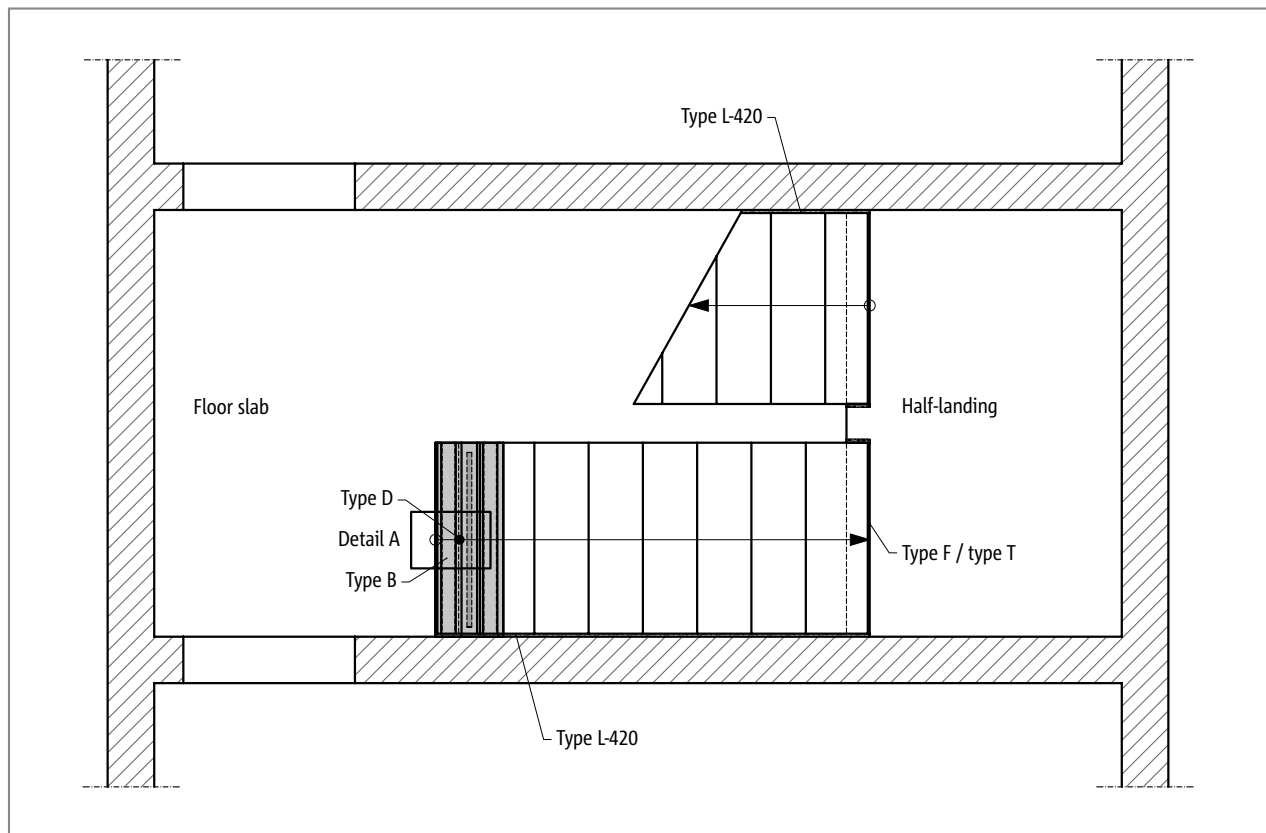 Type L-420
Floor slab
Half-landing
Type D
Detail A
Type F / type T
Type B
Type L-420